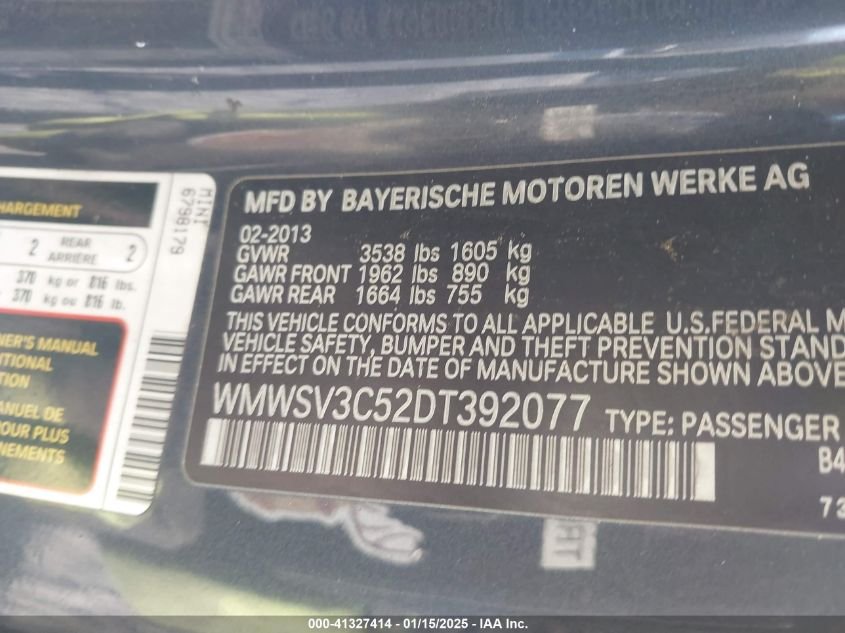 HARGEMENT
2 REAR ARRIÈRE 2
370 kg or 816 lbs.
370 kg ou 816 lb.
NER'S MANUAL
ITIONAL
TION
ANUEL DE
POUR PLUS
NEMENTS
MINI
6798179
MFD BY BAYERISCHE MOTOREN WERKE AG
02-2013
GVWR 3538 lbs 1605 kg
GAWR FRONT 1962 lbs 890 kg
GAWR REAR 1664 lbs 755 kg
THIS VEHICLE CONFORMS TO ALL APPLICABLE U.S.FEDERAL M
VEHICLE SAFETY, BUMPER AND THEFT PREVENTION STAND
IN EFFECT ON THE DATE OF MANUFACTURE SHOWN ABOVE
WMWSV3C52DT392077 TYPE: PASSENGER
B4
73
000-41327414 - 01/15/2025 - IAA Inc.